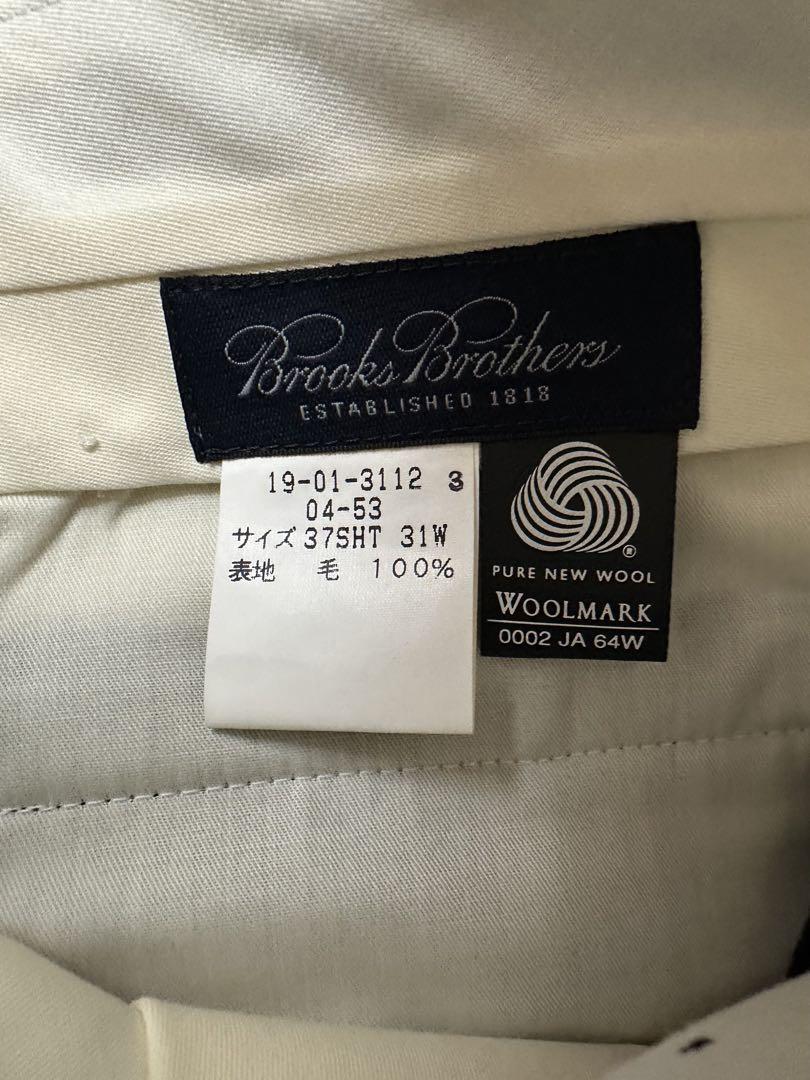 Brooks Brothers
ESTABLISHED 1818
19-01-3112 3
04-53
サイズ 37SHT 31W
表地 毛 100%
®
PURE NEW WOOL
WOOLMARK
0002 JA 64W